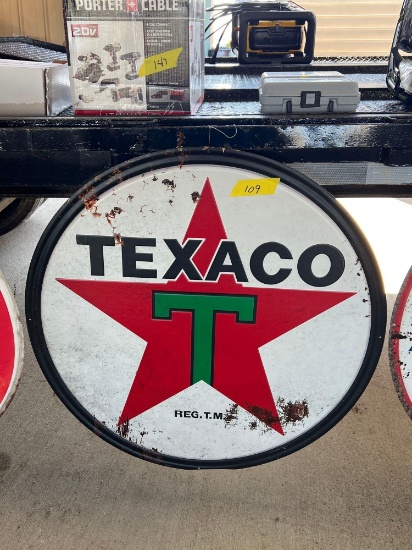 PORTER + CABLE
20V
147
109
TEXACO
T
REG. T.M.